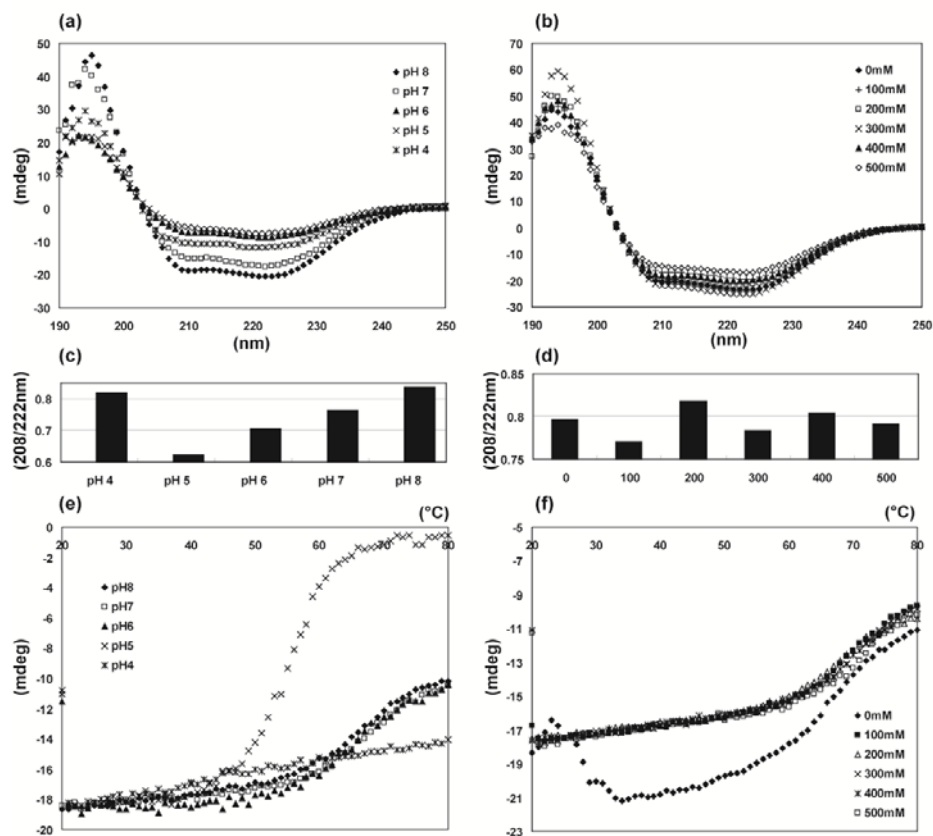 (a)
50
40
30
20
10
0
-10
-20
-30
(mdeg)
190 200 210 220 230 240 250
(nm)
pH 8
pH 7
pH 6
pH 5
pH 4
(b)
70
60
50
40
30
20
10
0
-10
-20
-30
(mdeg)
190 200 210 220 230 240 250
(nm)
0mM
100mM
200mM
300mM
400mM
500mM
(c)
(208/222nm)
0.8
0.7
0.6
pH 4 pH 5 pH 6 pH 7 pH 8
(d)
(208/222nm)
0.85
0.8
0.75
0 100 200 300 400 500
(e)
(°C)
20 30 40 50 60 70 80
0
-2
-4
-6
-8
-10
-12
-14
-16
-18
-20
(mdeg)
pH8
pH7
pH6
pH5
pH4
(f)
(°C)
20 30 40 50 60 70 80
-5
-7
-9
-11
-13
-15
-17
-19
-21
-23
(mdeg)
0mM
100mM
200mM
300mM
400mM
500mM